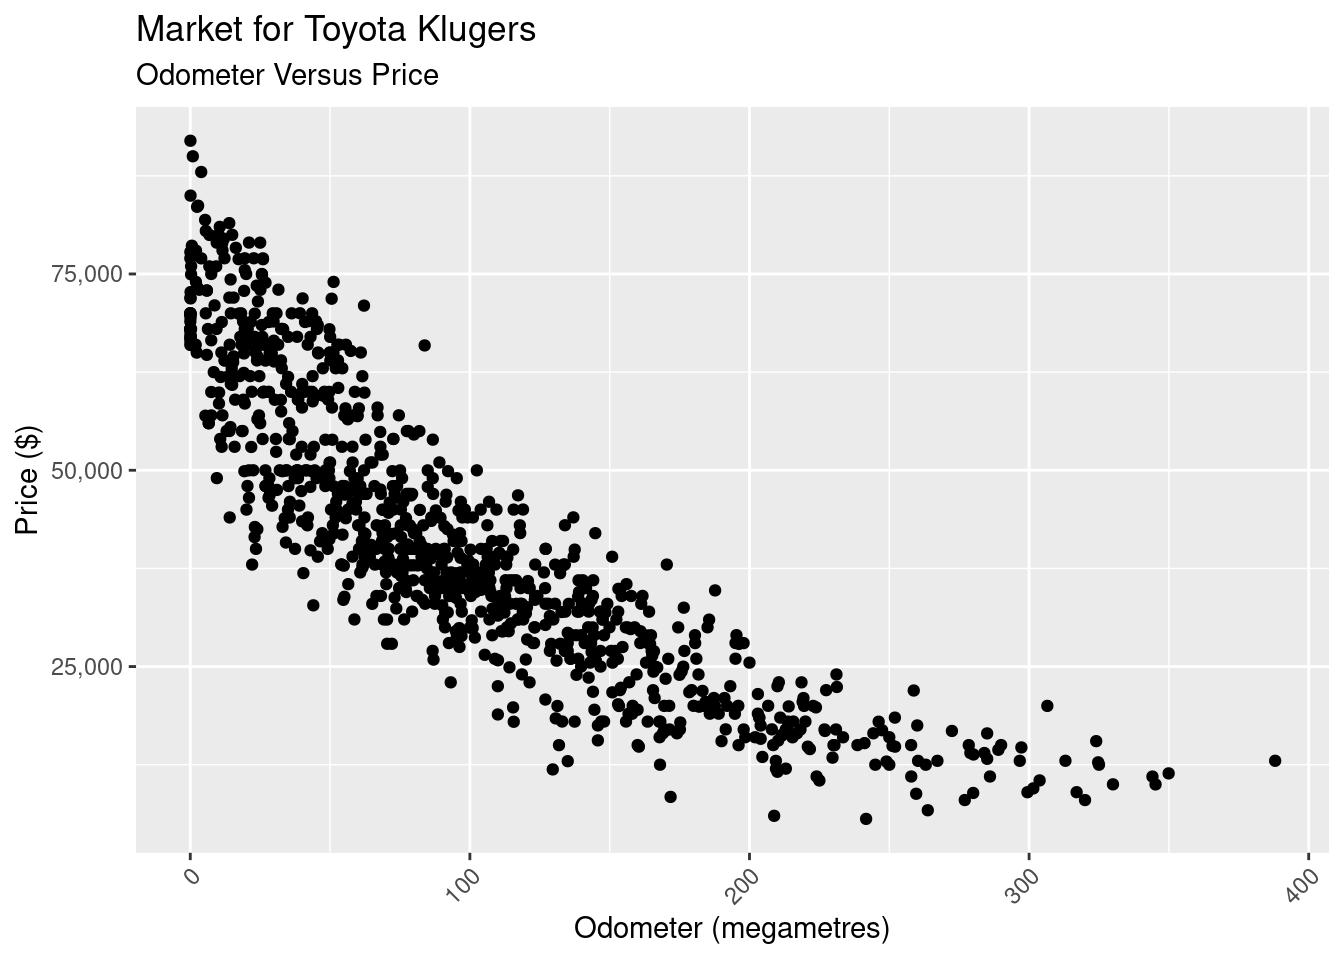 Market for Toyota Klugers
Odometer Versus Price
Price ($)
75,000
50,000
25,000
0
100
200
300
400
Odometer (megametres)